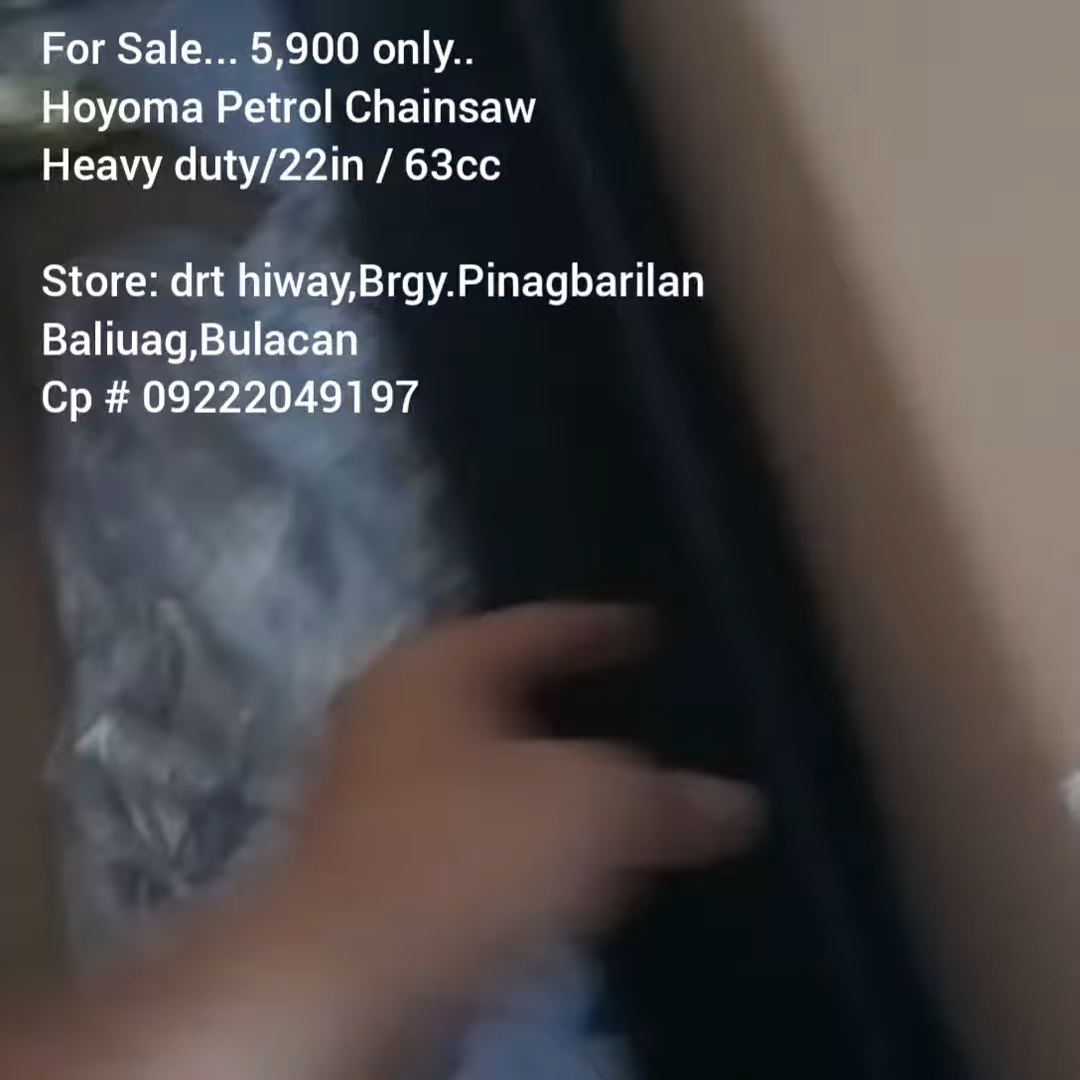 For Sale... 5,900 only..
Hoyoma Petrol Chainsaw
Heavy duty/22in / 63cc
Store: drt hiway,Brgy.Pinagbarilan
Baliuag,Bulacan
Cp # 09222049197